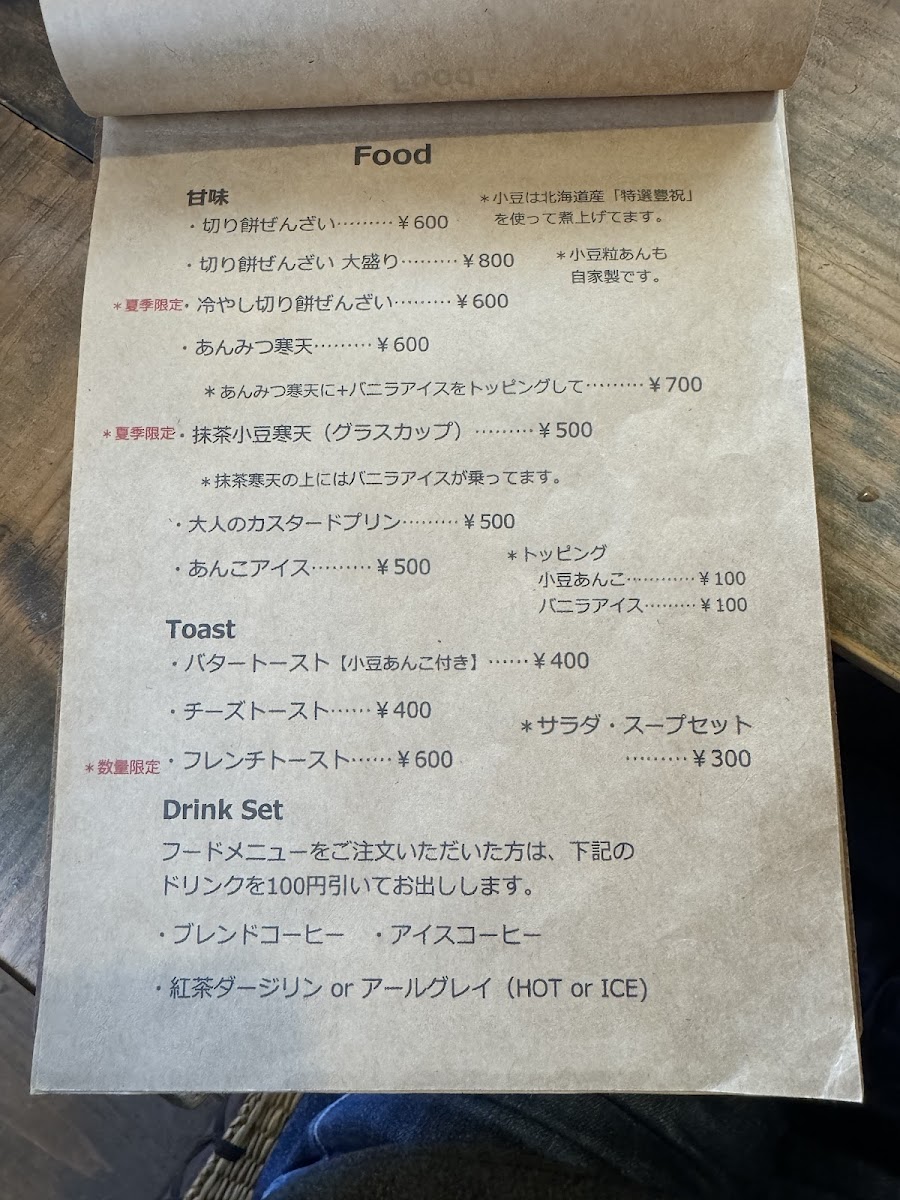 Food
甘味
・切り餅ぜんざい………￥600
＊小豆は北海道産「特選豊祝」
を使って煮上げてます。
・切り餅ぜんざい 大盛り………￥800
＊小豆粒あんも
自家製です。
＊夏季限定・冷やし切り餅ぜんざい………￥600
・あんみつ寒天………￥600
＊あんみつ寒天に+バニラアイスをトッピングして………￥700
＊夏季限定・抹茶小豆寒天（グラスカップ）………￥500
＊抹茶寒天の上にはバニラアイスが乗ってます。
・大人のカスタードプリン………￥500
・あんこアイス………￥500
＊トッピング
小豆あんこ…………￥100
バニラアイス………￥100
Toast
・バタートースト【小豆あんこ付き】……￥400
・チーズトースト……￥400
＊数量限定・フレンチトースト……￥600
＊サラダ・スープセット
………￥300
Drink Set
フードメニューをご注文いただいた方は、下記の
ドリンクを100円引いてお出しします。
・ブレンドコーヒー　・アイスコーヒー
・紅茶ダージリン or アールグレイ（HOT or ICE)